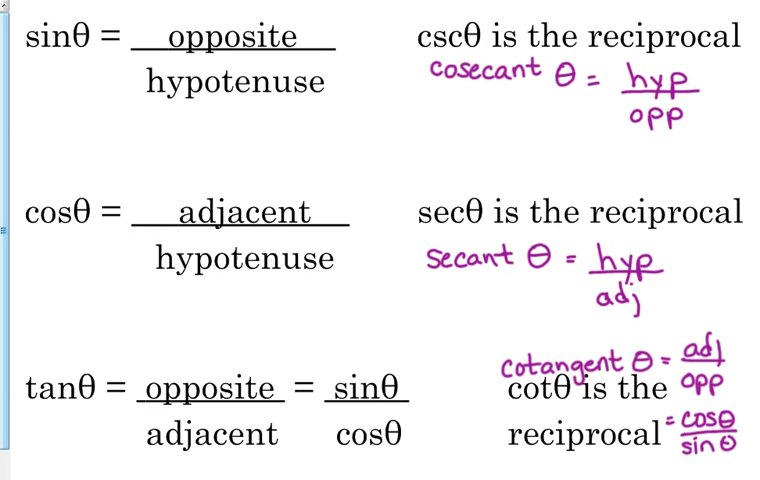 sinθ = opposite / hypotenuse cscθ is the reciprocal
cosecant θ = hyp / opp
cosθ = adjacent / hypotenuse secθ is the reciprocal
secant θ = hyp / adj
cotangent θ = adj / opp
tanθ = opposite / adjacent = sinθ / cosθ cotθ is the
reciprocal = cosθ / sinθ